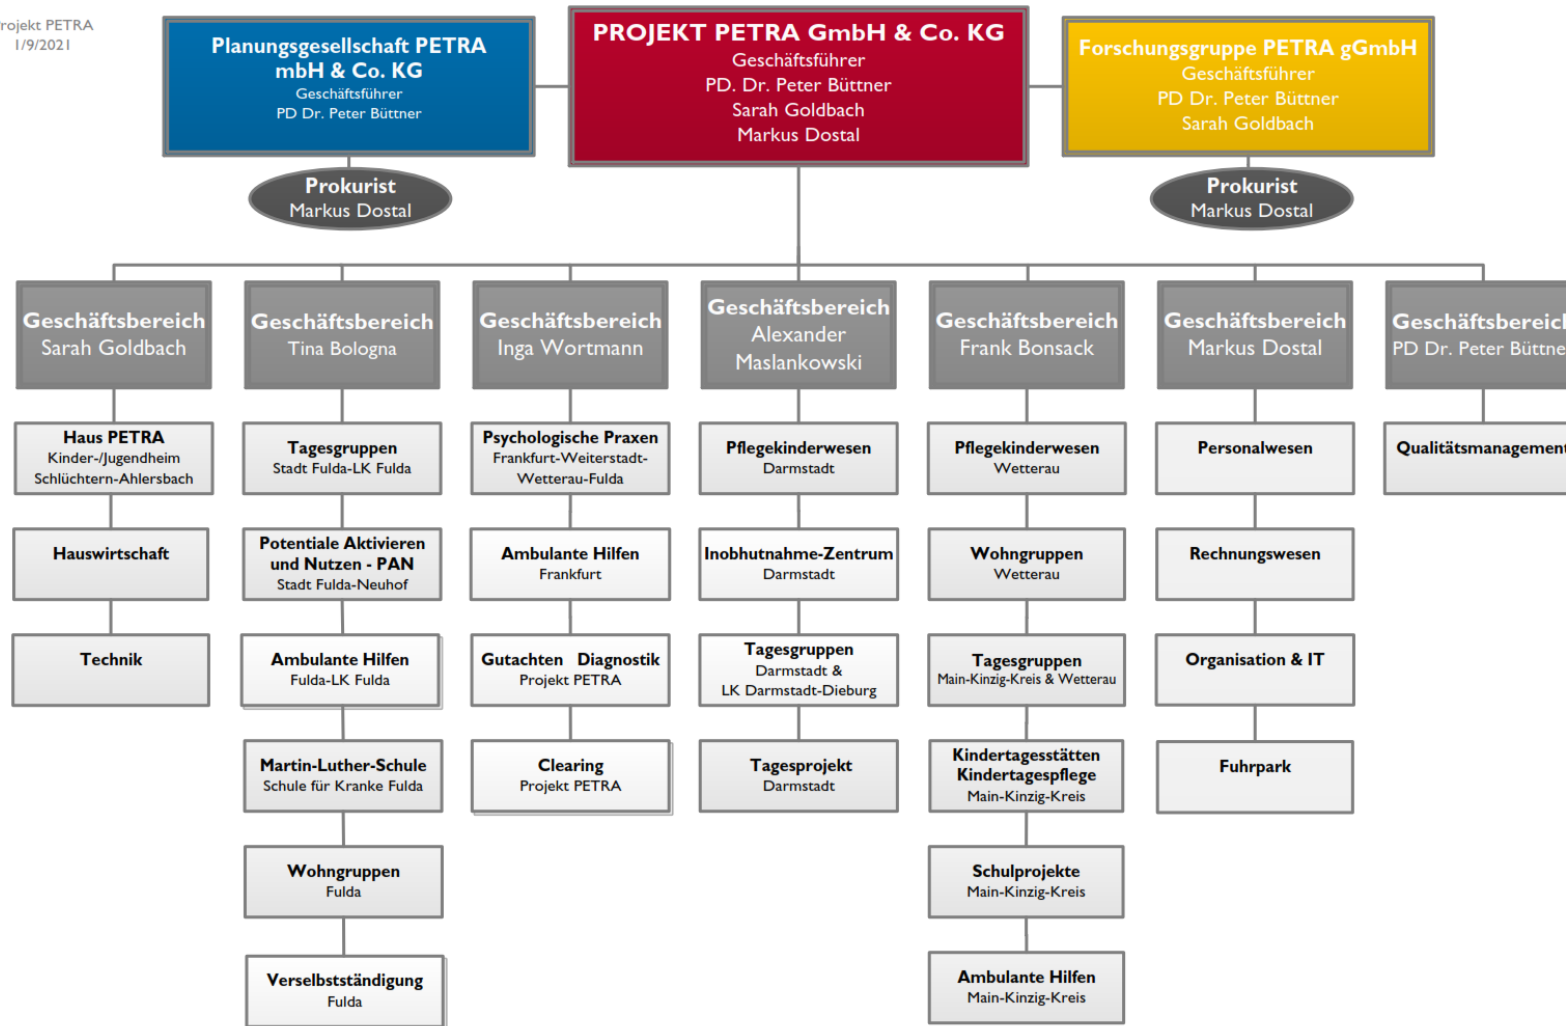 Projekt PETRA
1/9/2021
Planungsgesellschaft PETRA
mbH & Co. KG
Geschäftsführer
PD Dr. Peter Büttner
PROJEKT PETRA GmbH & Co. KG
Geschäftsführer
PD. Dr. Peter Büttner
Sarah Goldbach
Markus Dostal
Forschungsgruppe PETRA gGmbH
Geschäftsführer
PD Dr. Peter Büttner
Sarah Goldbach
Prokurist
Markus Dostal
Prokurist
Markus Dostal
Geschäftsbereich
Sarah Goldbach
Haus PETRA
Kinder-/Jugendheim
Schlüchtern-Ahlersbach
Hauswirtschaft
Technik
Geschäftsbereich
Tina Bologna
Tagesgruppen
Stadt Fulda-LK Fulda
Potentiale Aktivieren
und Nutzen - PAN
Stadt Fulda-Neuhof
Ambulante Hilfen
Fulda-LK Fulda
Martin-Luther-Schule
Schule für Kranke Fulda
Wohngruppen
Fulda
Verselbstständigung
Fulda
Geschäftsbereich
Inga Wortmann
Psychologische Praxen
Frankfurt-Weiterstadt-
Wetterau-Fulda
Ambulante Hilfen
Frankfurt
Gutachten Diagnostik
Projekt PETRA
Clearing
Projekt PETRA
Geschäftsbereich
Alexander
Maslankowski
Pflegekinderwesen
Darmstadt
Inobhutnahme-Zentrum
Darmstadt
Tagesgruppen
Darmstadt &
LK Darmstadt-Dieburg
Tagesprojekt
Darmstadt
Geschäftsbereich
Frank Bonsack
Pflegekinderwesen
Wetterau
Wohngruppen
Wetterau
Tagesgruppen
Main-Kinzig-Kreis & Wetterau
Kindertagesstätten
Kindertagespflege
Main-Kinzig-Kreis
Schulprojekte
Main-Kinzig-Kreis
Ambulante Hilfen
Main-Kinzig-Kreis
Geschäftsbereich
Markus Dostal
Personalwesen
Rechnungswesen
Organisation & IT
Fuhrpark
Geschäftsbereich
PD Dr. Peter Büttner
Qualitätsmanagement